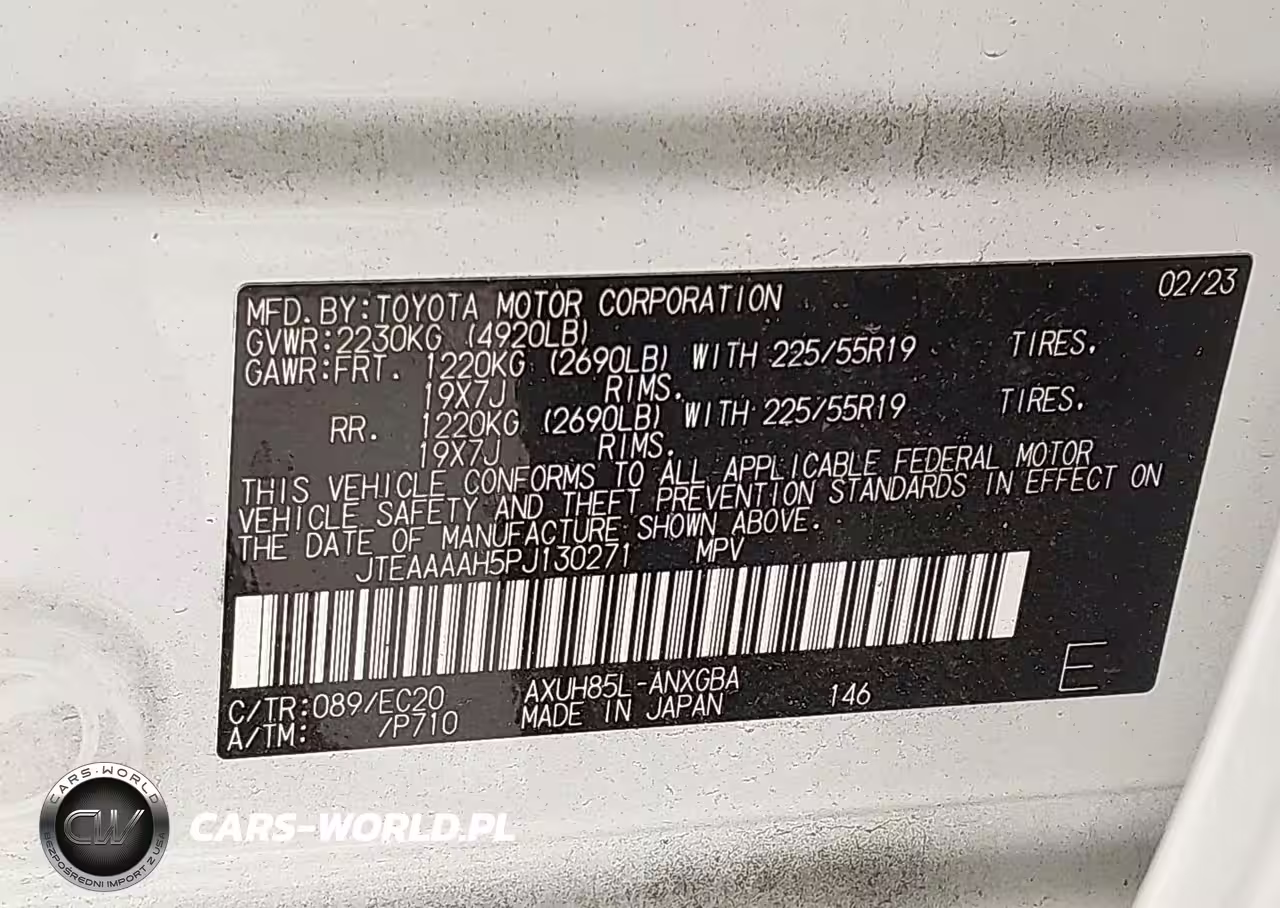 02/23
MFD. BY:TOYOTA MOTOR CORPORATION
GVWR:2230KG (4920LB)
GAWR:FRT. 1220KG (2690LB) WITH 225/55R19 TIRES.
19X7J RIMS.
RR. 1220KG (2690LB) WITH 225/55R19 TIRES.
19X7J RIMS.
THIS VEHICLE CONFORMS TO ALL APPLICABLE FEDERAL MOTOR
VEHICLE SAFETY AND THEFT PREVENTION STANDARDS IN EFFECT ON
THE DATE OF MANUFACTURE SHOWN ABOVE.
JTEAAAAH5PJ130271 MPV
C/TR:089/EC20 AXUH85L-ANXGBA 146 E
A/TM: /P710 MADE IN JAPAN
CARS-WORLD
CW
BEZPOŚREDNI IMPORT Z USA
CARS-WORLD.PL